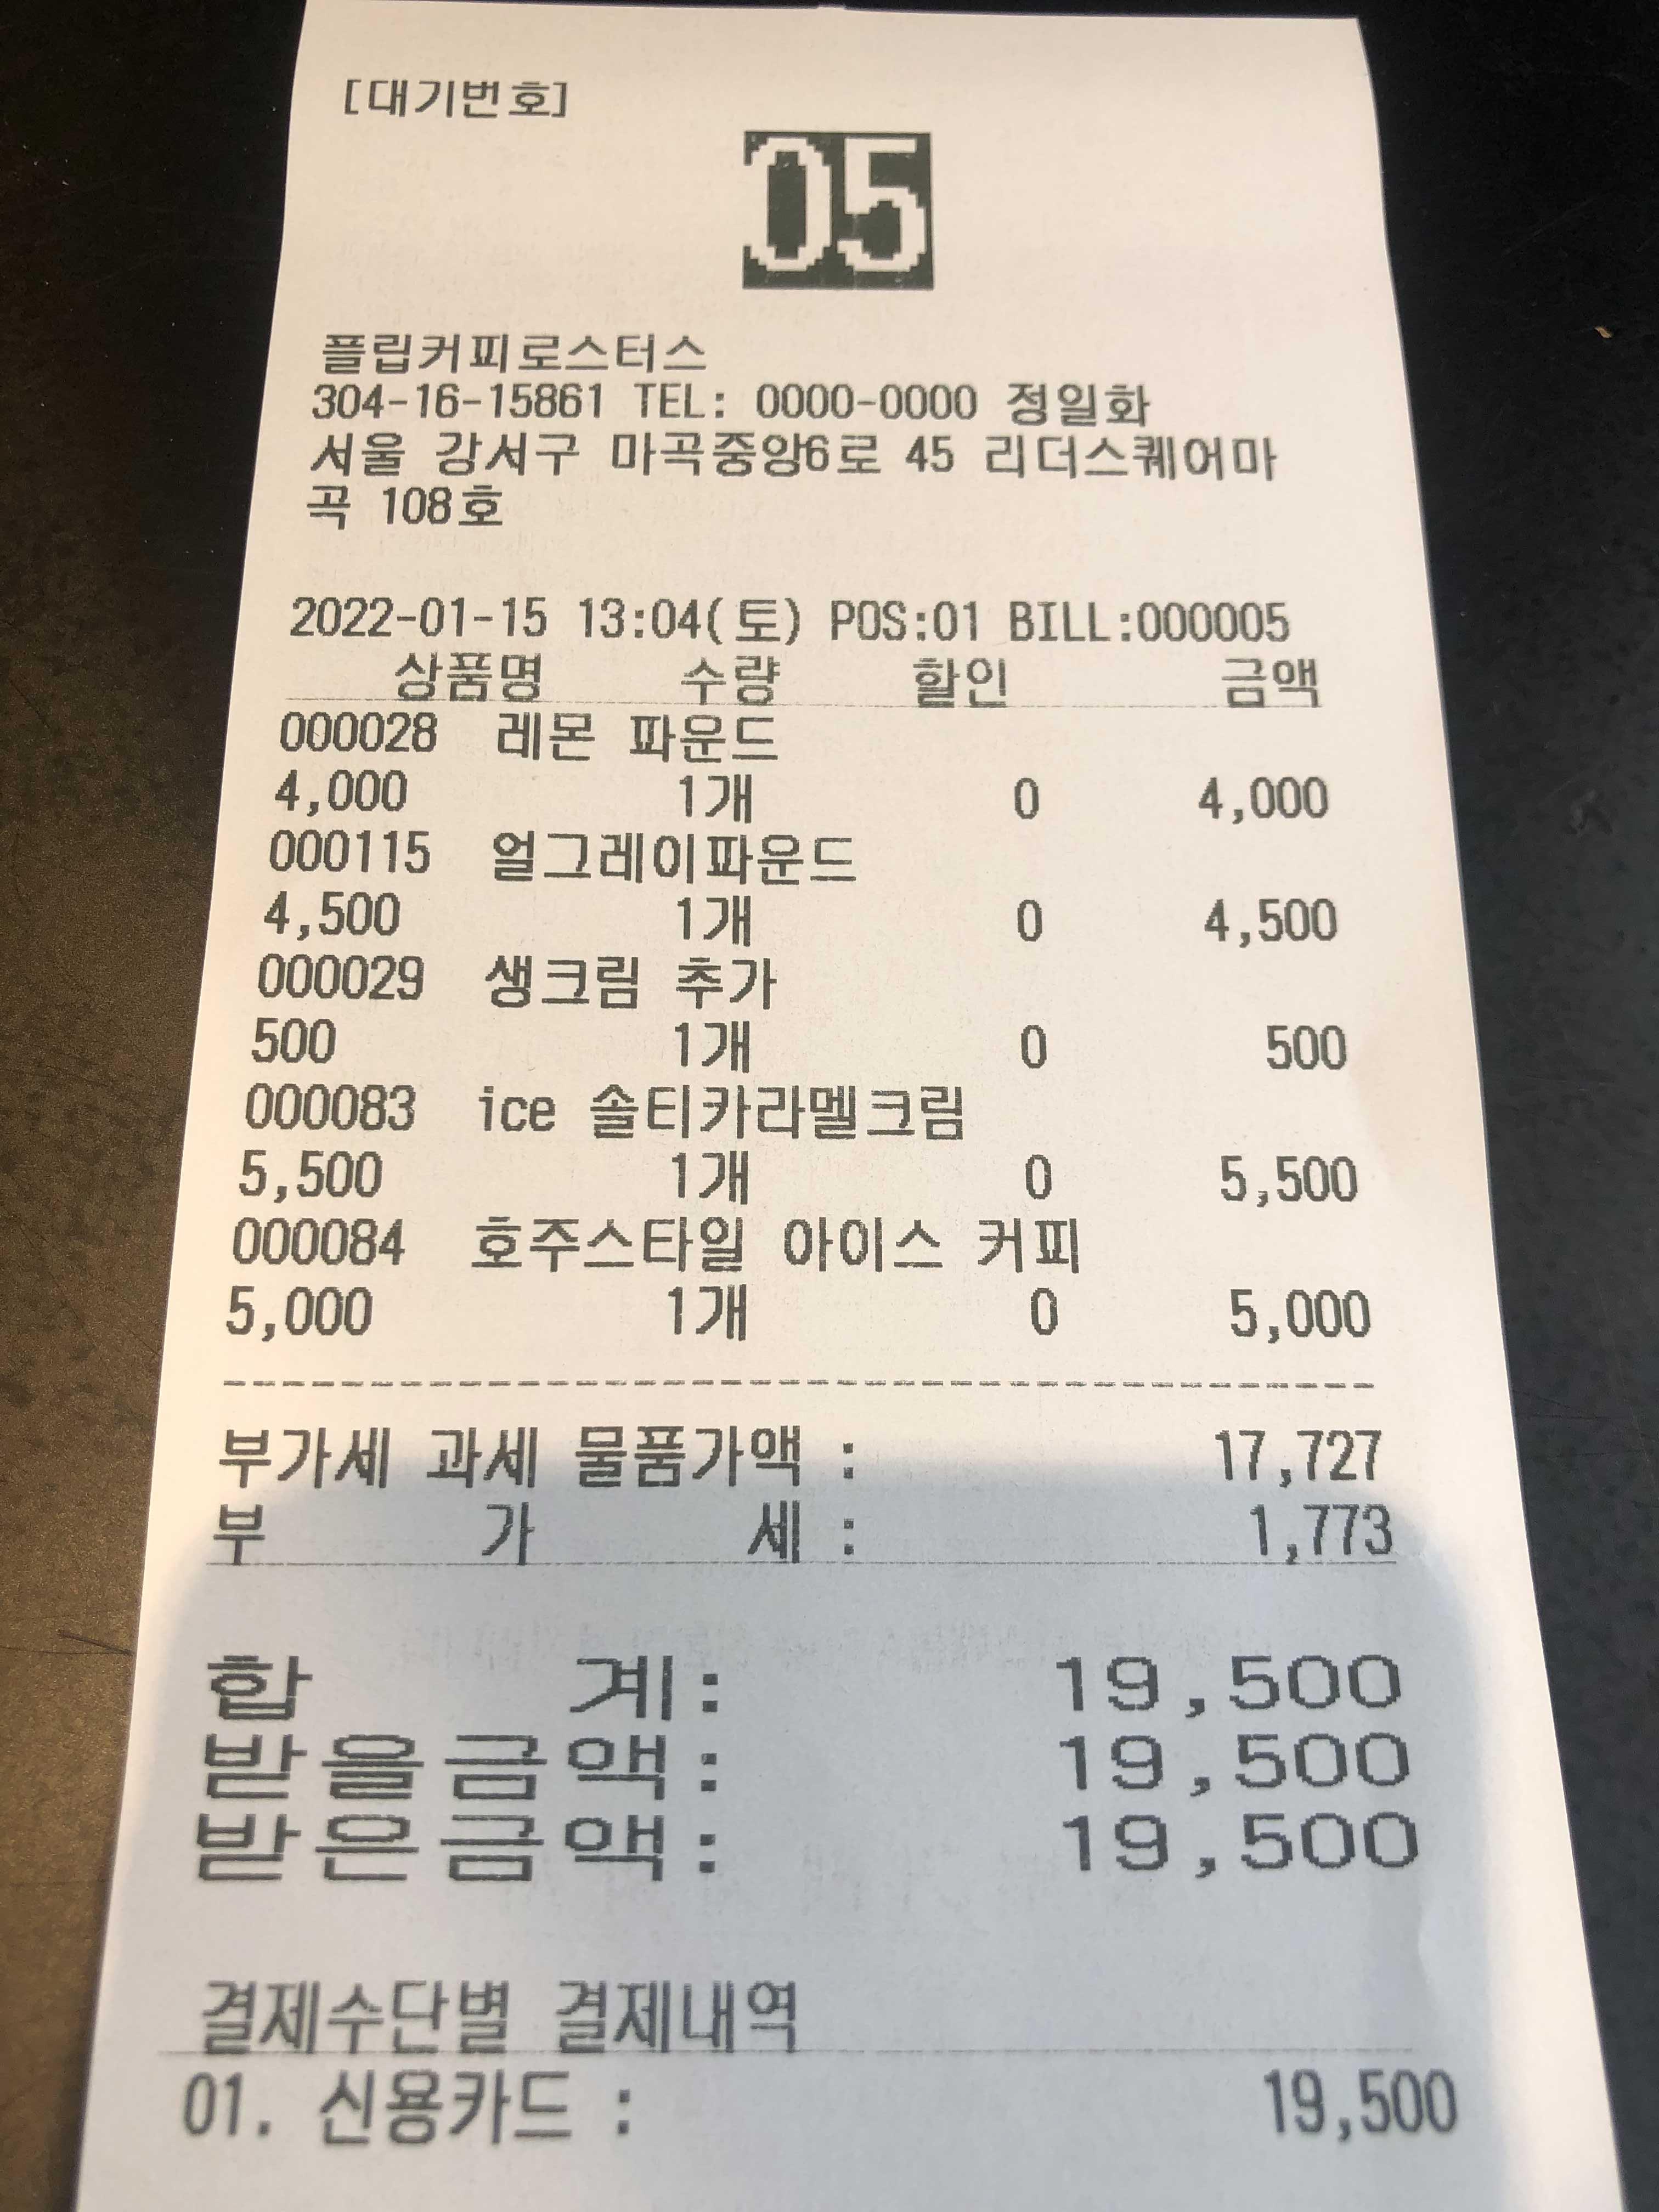 [대기번호]
05
플립커피로스터스
304-16-15861 TEL: 0000-0000 정일화
서울 강서구 마곡중앙6로 45 리더스퀘어마
곡 108호
2022-01-15 13:04(토) POS:01 BILL:000005
상품명 수량 할인 금액
000028 레몬 파운드
4,000 1개 0 4,000
000115 얼그레이파운드
4,500 1개 0 4,500
000029 생크림 추가
500 1개 0 500
000083 ice 솔티카라멜크림
5,500 1개 0 5,500
000084 호주스타일 아이스 커피
5,000 1개 0 5,000
부가세 과세 물품가액 : 17,727
부 가 세 : 1,773
합 계: 19,500
받을금액: 19,500
받은금액: 19,500
결제수단별 결제내역
01. 신용카드 : 19,500